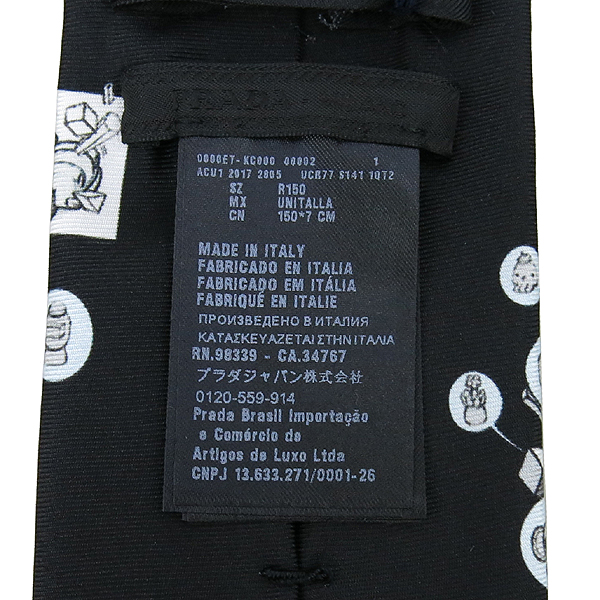 PRADA
0000ET-KC000 00002 1
ACU1 2017 2805 UCR77 S141 1QT2
SZ R150
MX UNITALLA
CN 150*7 CM
MADE IN ITALY
FABRICADO EN ITALIA
FABRICADO EM ITÁLIA
FABRIQUÉ EN ITALIE
ПРОИЗВЕДЕНО В ИТАЛИЯ
ΚΑΤΑΣΚΕΥΑΖΕΤΑΙ ΣΤΗΝ ΙΤΑΛΙΑ
RN.98339 - CA.34767
プラダジャパン株式会社
0120-559-914
Prada Brasil Importação
e Comércio de
Artigos de Luxo Ltda
CNPJ 13.633.271/0001-26